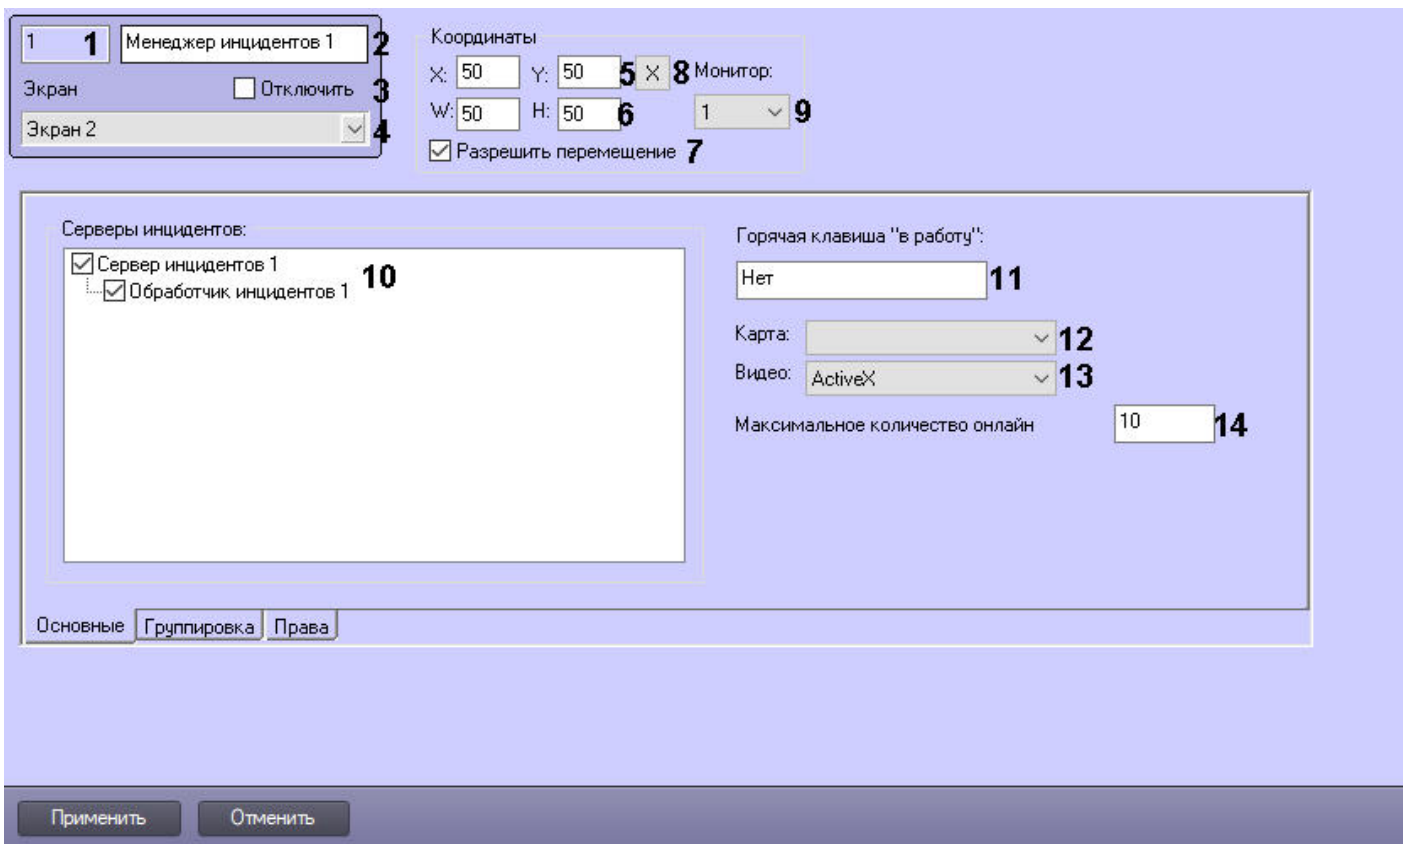 1 1 Менеджер инцидентов 1 2
Экран Отключить 3
Экран 2 4
Координаты
X: 50 Y: 50 5 X 8 Монитор:
W: 50 H: 50 6 1 9
Разрешить перемещение 7
Серверы инцидентов:
Сервер инцидентов 1
Обработчик инцидентов 1
10
Горячая клавиша "в работу":
Нет 11
Карта: 12
Видео: ActiveX 13
Максимальное количество онлайн 10 14
Основные Группировка Права
Применить Отменить